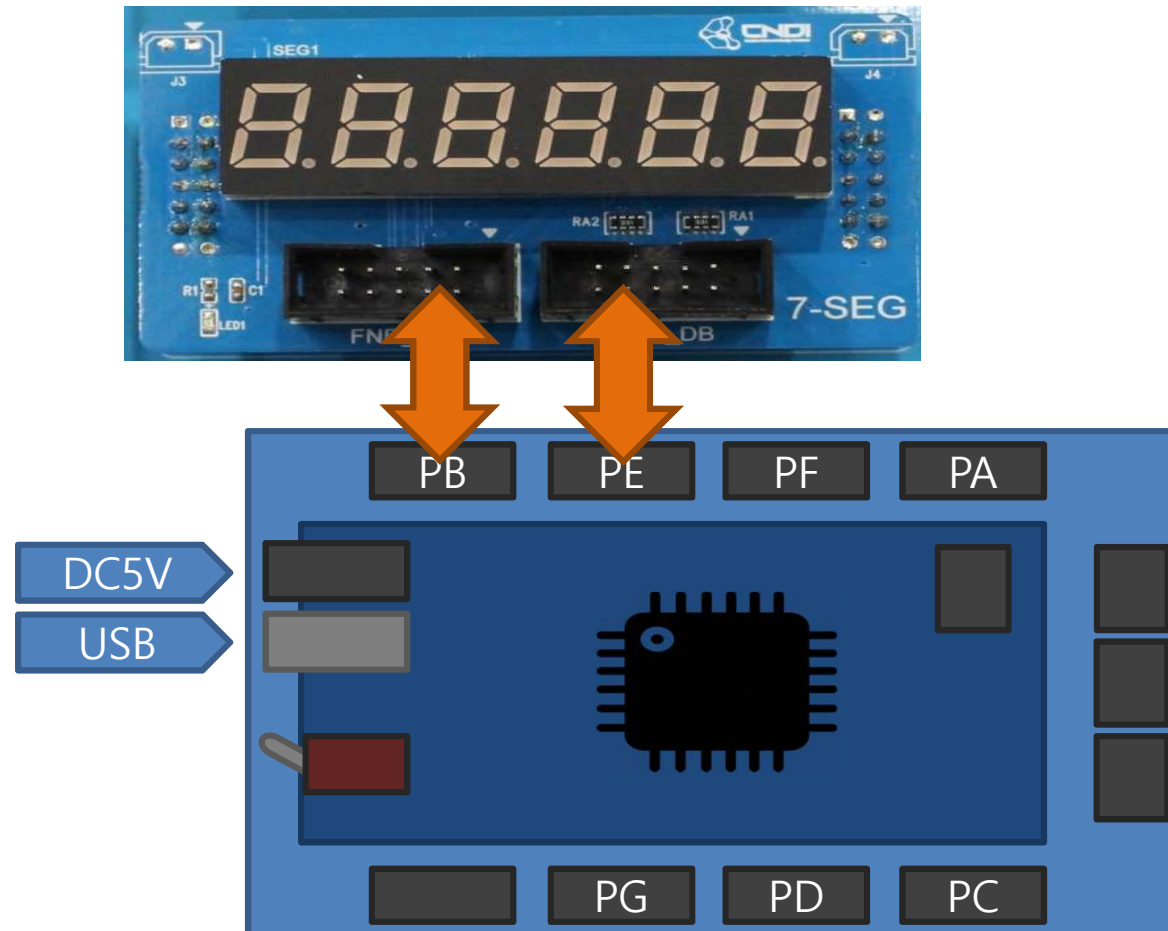 CNDI
SEG1
J3
J4
RA2
RA1
R1
C1
LED1
7-SEG
DB
PB
PE
PF
PA
DC5V
USB
PG
PD
PC